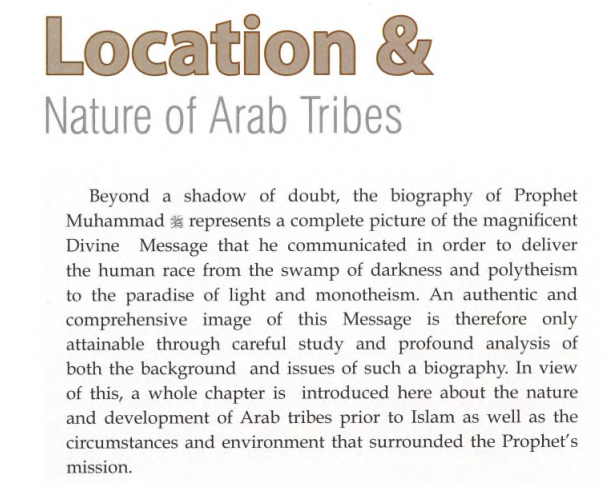 Location &
Nature of Arab Tribes
Beyond a shadow of doubt, the biography of Prophet
Muhammad ﷺ represents a complete picture of the magnificent
Divine Message that he communicated in order to deliver
the human race from the swamp of darkness and polytheism
to the paradise of light and monotheism. An authentic and
comprehensive image of this Message is therefore only
attainable through careful study and profound analysis of
both the background and issues of such a biography. In view
of this, a whole chapter is introduced here about the nature
and development of Arab tribes prior to Islam as well as the
circumstances and environment that surrounded the Prophet's
mission.